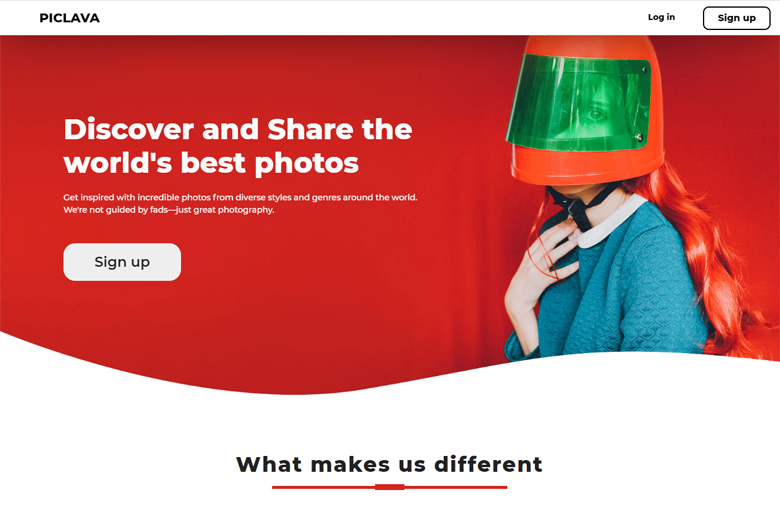 PICLAVA
Log in
Sign up
Discover and Share the
world's best photos
Get inspired with incredible photos from diverse styles and genres around the world.
We're not guided by fads—just great photography.
Sign up
What makes us different